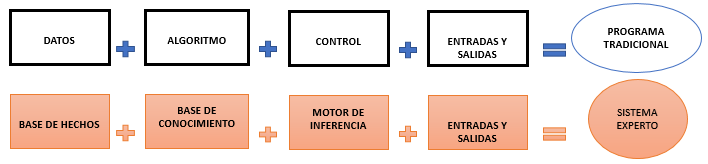 DATOS
ALGORITMO
CONTROL
ENTRADAS Y
SALIDAS
PROGRAMA
TRADICIONAL
BASE DE HECHOS
BASE DE
CONOCIMIENTO
MOTOR DE
INFERENCIA
ENTRADAS Y
SALIDAS
SISTEMA
EXPERTO